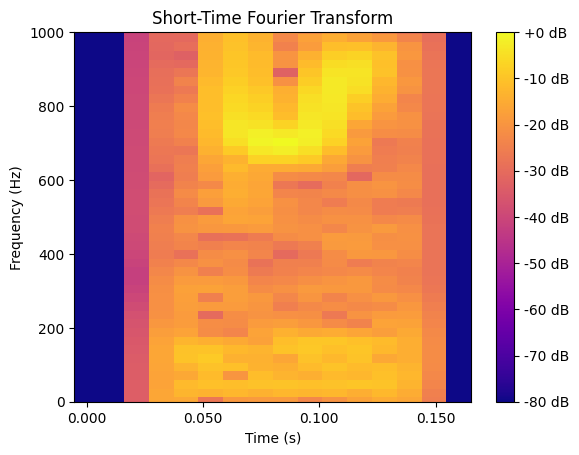 Short-Time Fourier Transform
1000
800
600
400
200
0
Frequency (Hz)
0.000
0.050
0.100
0.150
Time (s)
+0 dB
-10 dB
-20 dB
-30 dB
-40 dB
-50 dB
-60 dB
-70 dB
-80 dB